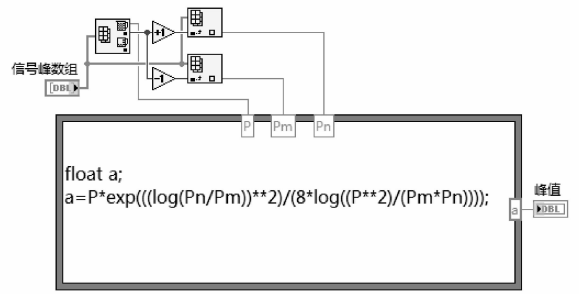 +1
信号峰数组
DBL
-1
P
Pm
Pn
float a;
a=P*exp(((log(Pn/Pm))**2)/(8*log((P**2)/(Pm*Pn))));
峰值
a
DBL